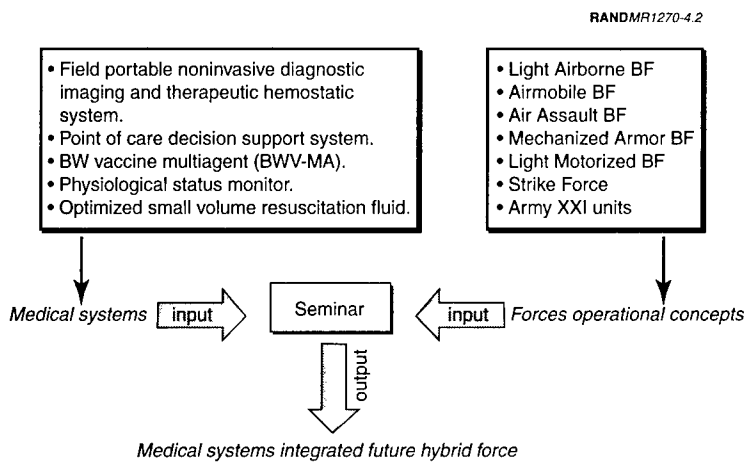 RANDMR1270-4.2
• Field portable noninvasive diagnostic
imaging and therapeutic hemostatic
system.
• Point of care decision support system.
• BW vaccine multiagent (BWV-MA).
• Physiological status monitor.
• Optimized small volume resuscitation fluid.
• Light Airborne BF
• Airmobile BF
• Air Assault BF
• Mechanized Armor BF
• Light Motorized BF
• Strike Force
• Army XXI units
Medical systems
input
Seminar
input
Forces operational concepts
output
Medical systems integrated future hybrid force